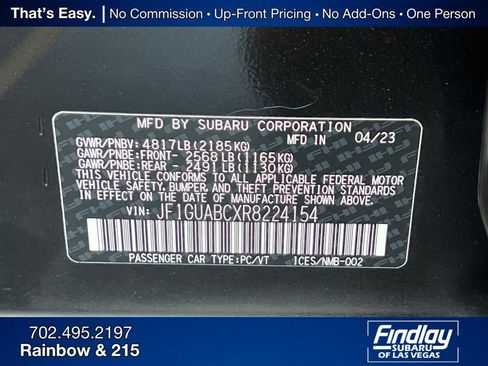 That's Easy. | No Commission • Up-Front Pricing • No Add-Ons • One Person
MFD BY SUBARU CORPORATION
GVWR/PNBV: 4817LB(2185KG) MFD IN 04/23
GAWR/PNBE:FRONT- 2568LB(1165KG)
GAWR/PNBE:REAR - 2491LB(1130KG)
THIS VEHICLE CONFORMS TO ALL APPLICABLE FEDERAL MOTOR
VEHICLE SAFETY, BUMPER, AND THEFT PREVENTION STANDARDS
IN EFFECT ON THE DATE OF MANUFACTURE SHOWN ABOVE.
VIN: JF1GUABCXR8224154
PASSENGER CAR TYPE:PC/VT 1CES/NMB-002
702.495.2197
Rainbow & 215
Findlay
SUBARU
OF LAS VEGAS